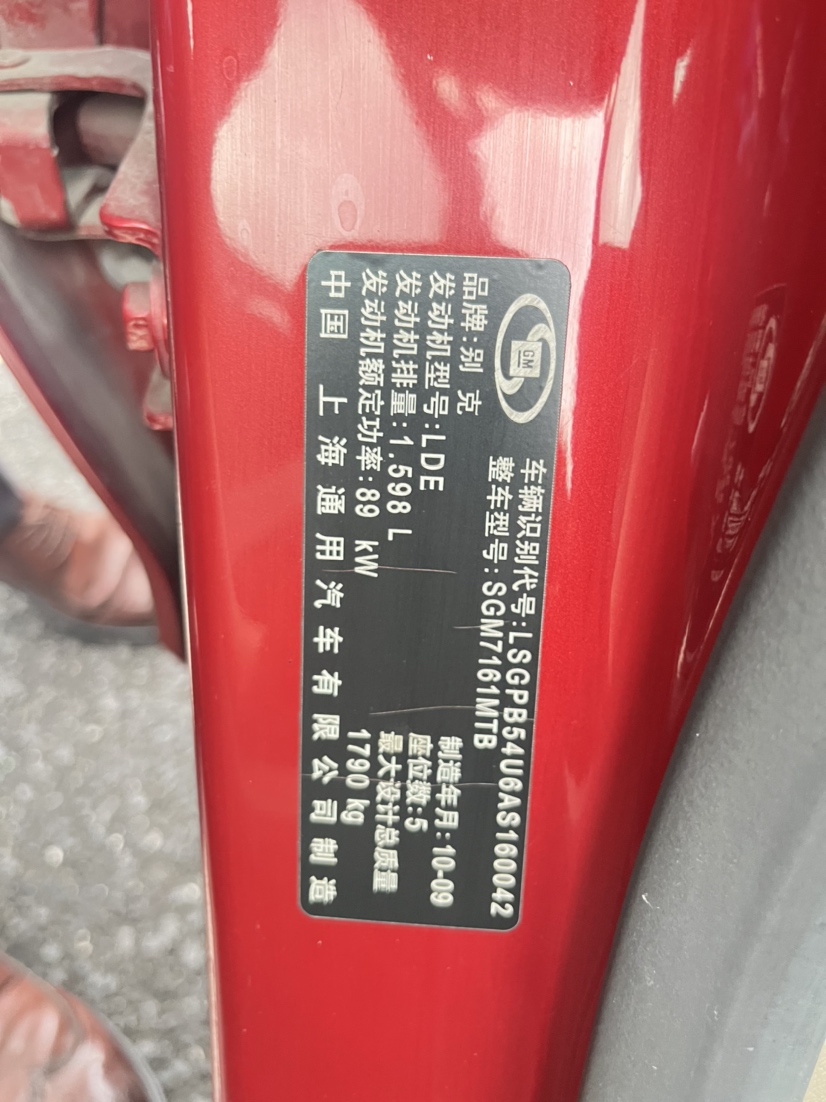 GM
车辆识别代号:LSGPB54U6AS160042
整车型号:SGM7161MTB
品牌:别 克
发动机型号:LDE
发动机排量:1.598 L
发动机额定功率:89 kW
制造年月:10-09
座位数:5
最大设计总质量
1790 kg
中国 上海通用汽车有限公司制造